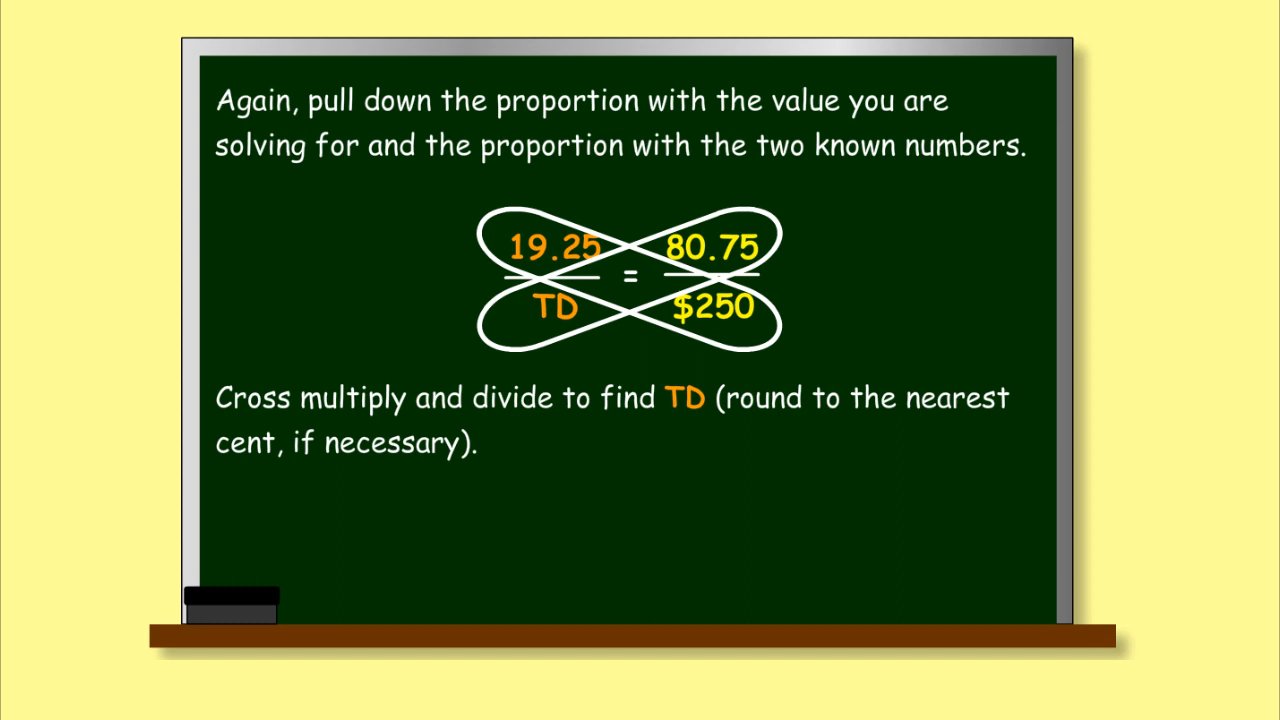 Again, pull down the proportion with the value you are
solving for and the proportion with the two known numbers.
19.25 = 80.75
TD $250
Cross multiply and divide to find TD (round to the nearest
cent, if necessary).